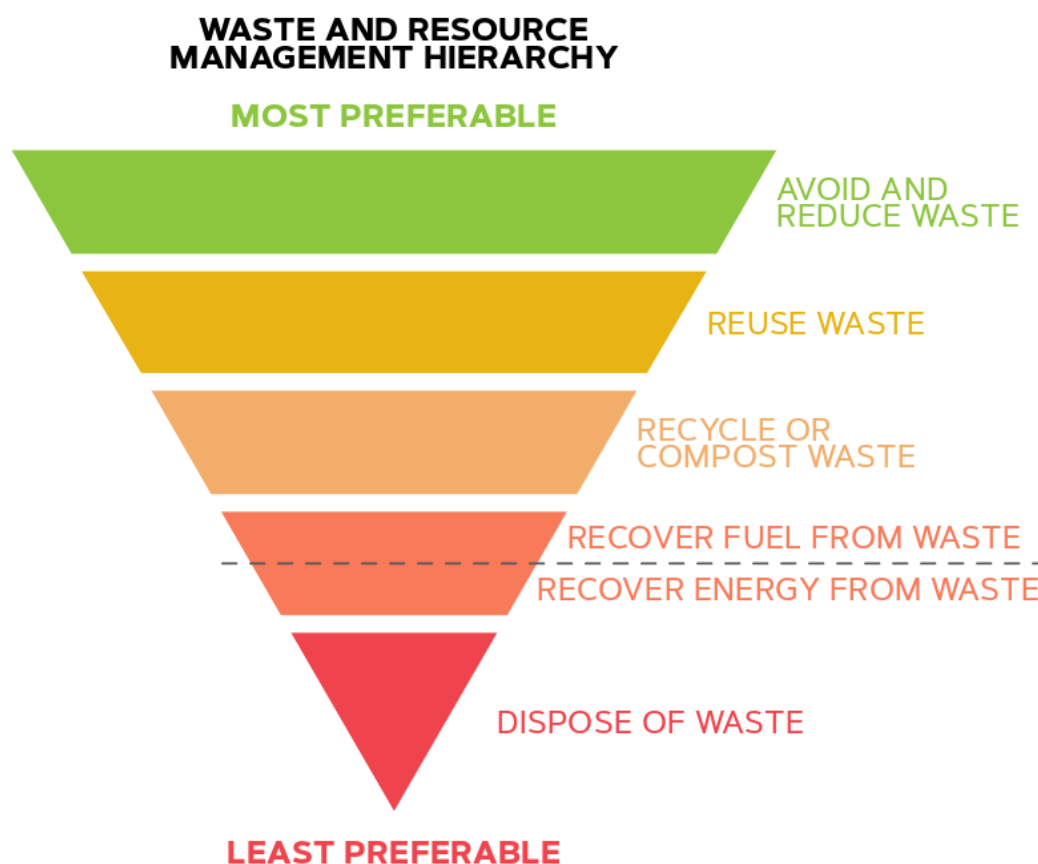 WASTE AND RESOURCE
MANAGEMENT HIERARCHY
MOST PREFERABLE
AVOID AND
REDUCE WASTE
REUSE WASTE
RECYCLE OR
COMPOST WASTE
RECOVER FUEL FROM WASTE
RECOVER ENERGY FROM WASTE
DISPOSE OF WASTE
LEAST PREFERABLE